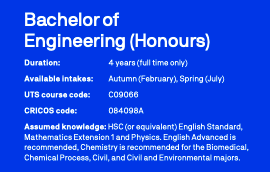 Bachelor of
Engineering (Honours)
Duration: 4 years (full time only)
Available intakes: Autumn (February), Spring (July)
UTS course code: C09066
CRICOS code: 084098A
Assumed knowledge: HSC (or equivalent) English Standard,
Mathematics Extension 1 and Physics. English Advanced is
recommended, Chemistry is recommended for the Biomedical,
Chemical Process, Civil, and Civil and Environmental majors.